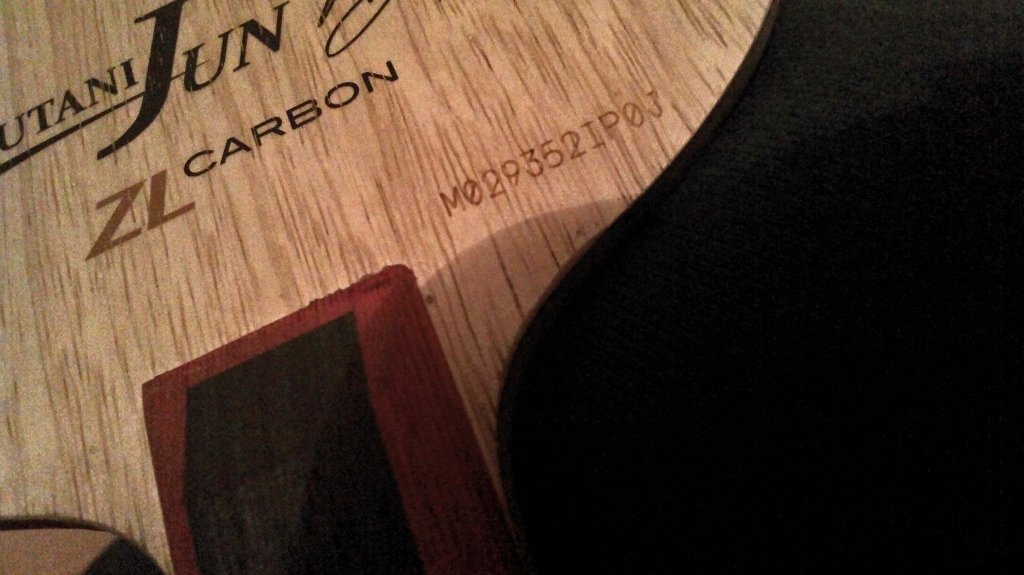 UTANI JUN
ZL CARBON
M029352IP0J